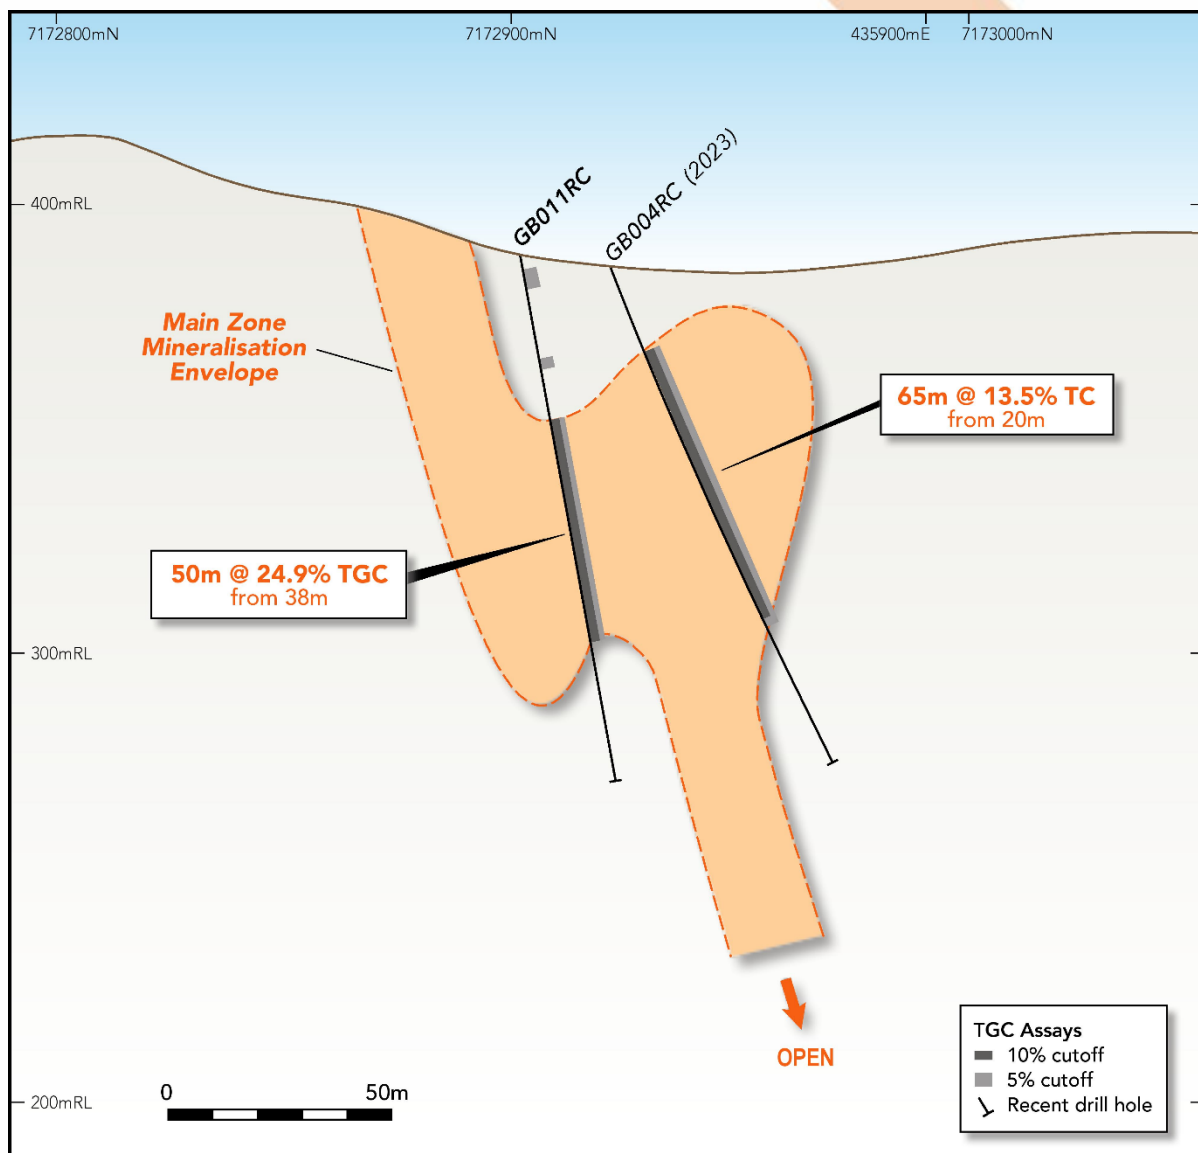 7172800mN
7172900mN
435900mE
7173000mN
400mRL
GB011RC
GB004RC (2023)
Main Zone
Mineralisation
Envelope
65m @ 13.5% TC
from 20m
50m @ 24.9% TGC
from 38m
300mRL
OPEN
200mRL
0
50m
TGC Assays
10% cutoff
5% cutoff
Recent drill hole